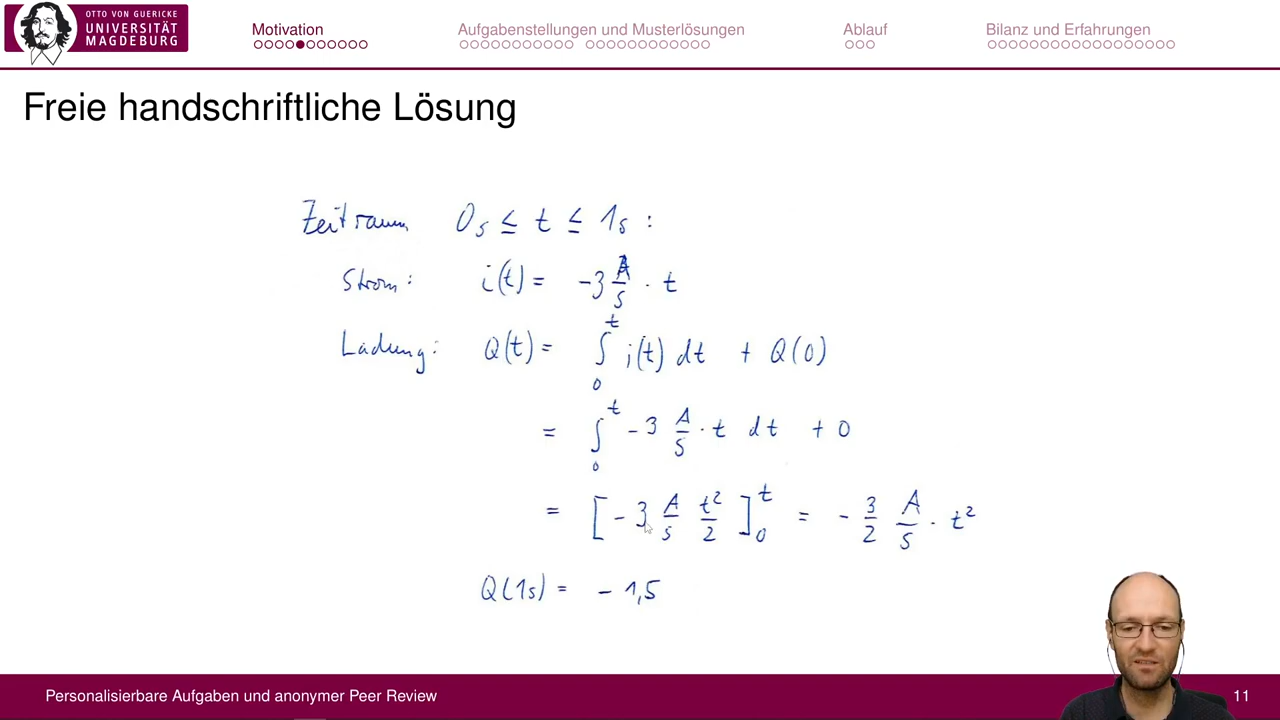 OTTO VON GUERICKE
UNIVERSITÄT
MAGDEBURG
Motivation
Aufgabenstellungen und Musterlösungen
Ablauf
Bilanz und Erfahrungen
Freie handschriftliche Lösung
Zeitraum 0s ≤ t ≤ 1s :
Strom: i(t) = -3 A/s · t
Ladung: Q(t) = ∫₀ᵗ i(t) dt + Q(0)
= ∫₀ᵗ -3 A/s · t dt + 0
= [ -3 A/s t²/2 ]₀ᵗ = - 3/2 A/s · t²
Q(1s) = - 1,5
Personalisierbare Aufgaben und anonymer Peer Review
11